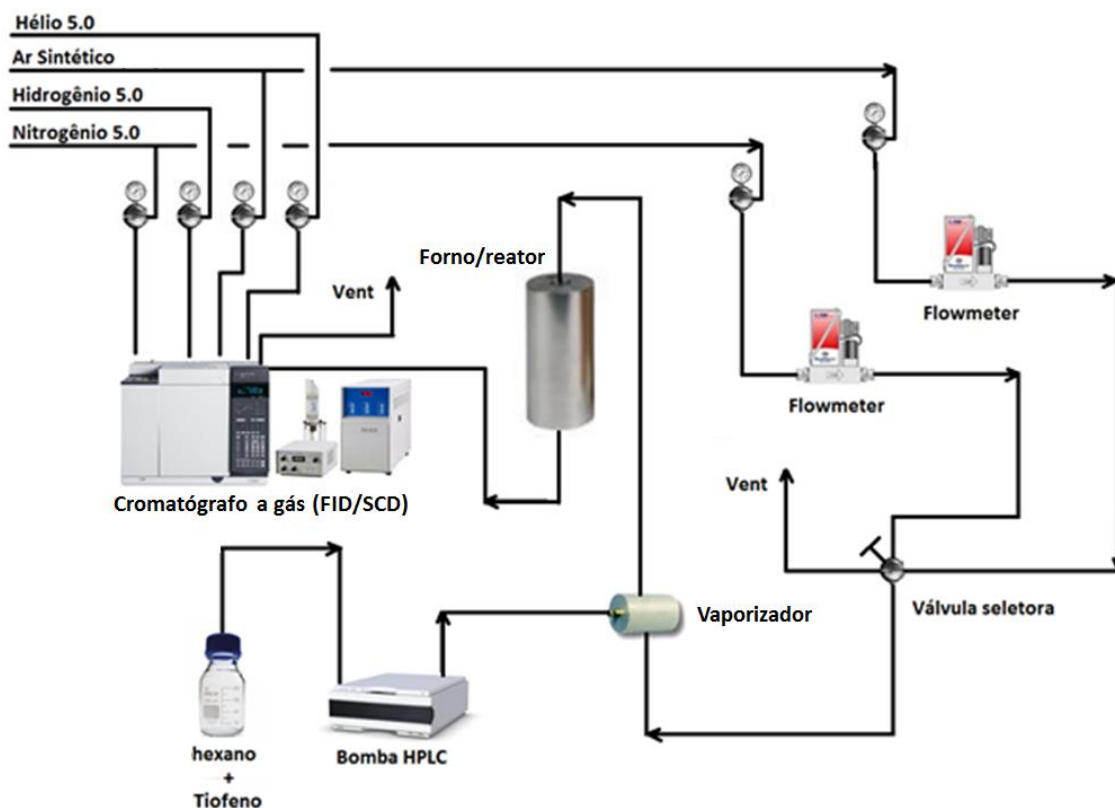 Hélio 5.0
Ar Sintético
Hidrogênio 5.0
Nitrogênio 5.0
Forno/reator
Vent
Flowmeter
Flowmeter
Cromatógrafo a gás (FID/SCD)
Vent
Vaporizador
Válvula seletora
hexano
+
Tiofeno
Bomba HPLC